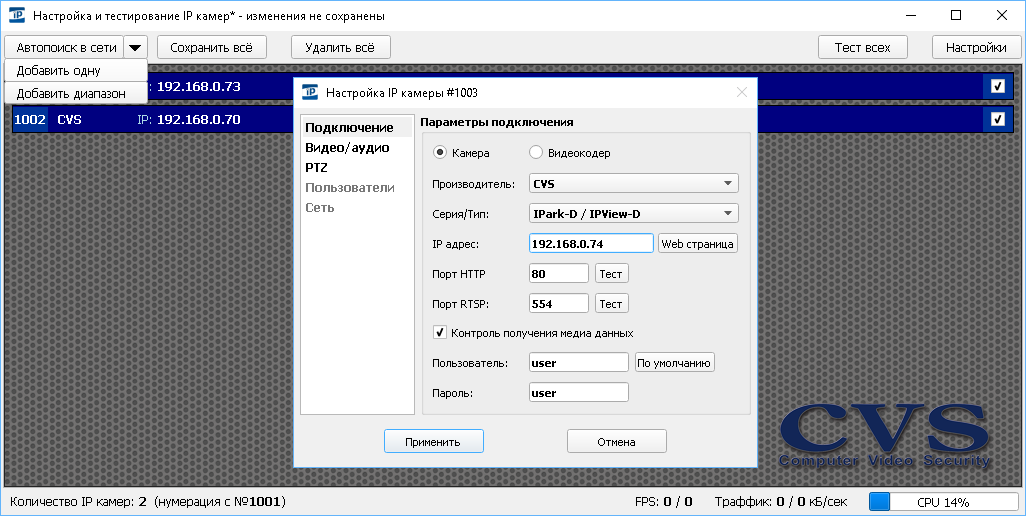 iP Настройка и тестирование IP камер* - изменения не сохранены
Автопоиск в сети Сохранить всё Удалить всё Тест всех Настройки
Добавить одну
Добавить диапазон
: 192.168.0.73
1002 CVS IP: 192.168.0.70
iP Настройка IP камеры #1003
Подключение
Видео/аудио
PTZ
Пользователи
Сеть
Параметры подключения
Камера Видеокодер
Производитель: CVS
Серия/Тип: IPark-D / IPView-D
IP адрес: 192.168.0.74 Web страница
Порт HTTP 80 Тест
Порт RTSP: 554 Тест
Контроль получения медиа данных
Пользователь: user По умолчанию
Пароль: user
Применить Отмена
CVS
Computer Video Security
Количество IP камер: 2 (нумерация с №1001) FPS: 0 / 0 Траффик: 0 / 0 кБ/сек CPU 14%